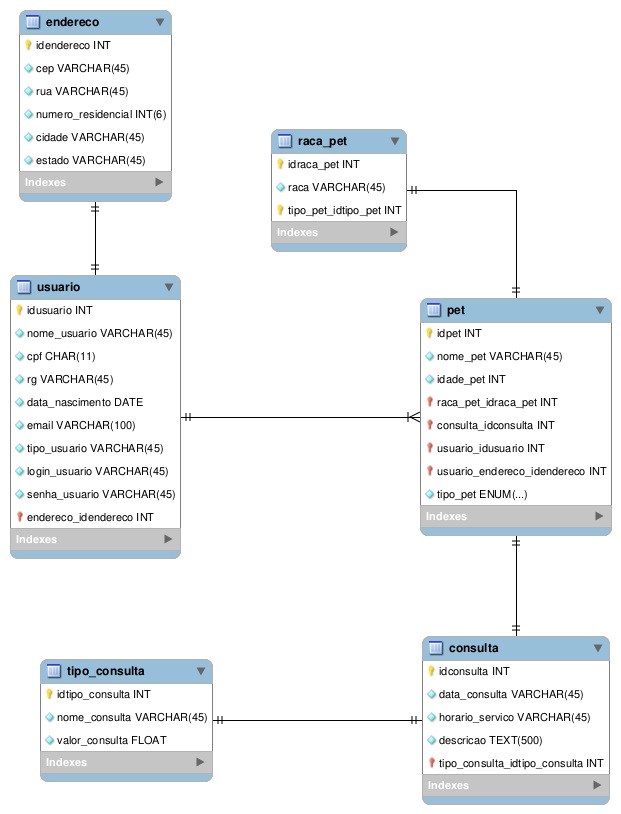 endereco
idendereco INT
cep VARCHAR(45)
rua VARCHAR(45)
numero_residencial INT(6)
cidade VARCHAR(45)
estado VARCHAR(45)
Indexes
raca_pet
idraca_pet INT
raca VARCHAR(45)
tipo_pet_idtipo_pet INT
Indexes
usuario
idusuario INT
nome_usuario VARCHAR(45)
cpf CHAR(11)
rg VARCHAR(45)
data_nascimento DATE
email VARCHAR(100)
tipo_usuario VARCHAR(45)
login_usuario VARCHAR(45)
senha_usuario VARCHAR(45)
endereco_idendereco INT
Indexes
pet
idpet INT
nome_pet VARCHAR(45)
idade_pet INT
raca_pet_idraca_pet INT
consulta_idconsulta INT
usuario_idusuario INT
usuario_endereco_idendereco INT
tipo_pet ENUM(...)
Indexes
tipo_consulta
idtipo_consulta INT
nome_consulta VARCHAR(45)
valor_consulta FLOAT
Indexes
consulta
idconsulta INT
data_consulta VARCHAR(45)
horario_servico VARCHAR(45)
descricao TEXT(500)
tipo_consulta_idtipo_consulta INT
Indexes